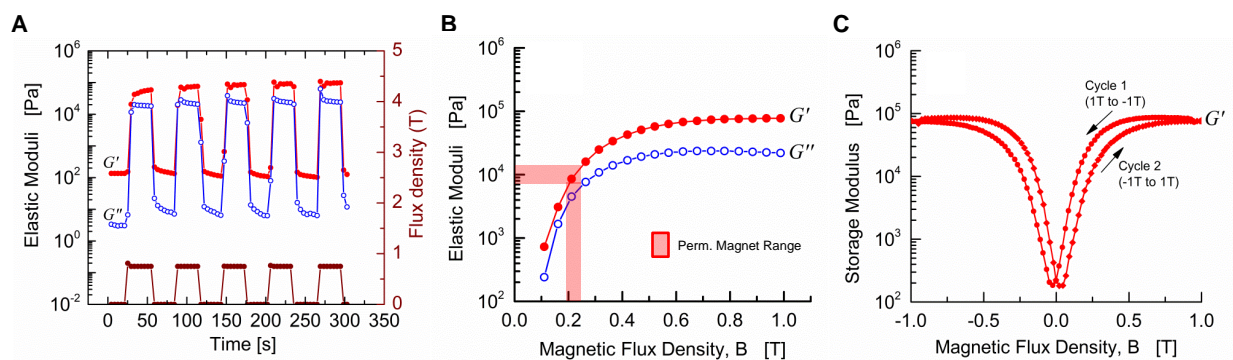 A
Elastic Moduli [Pa]
10^6
10^4
10^2
10^0
10^-2
G′
G″
0 50 100 150 200 250 300 350
Time [s]
5
4
3
2
1
0
Flux density (T)
B
Elastic Moduli [Pa]
10^6
10^5
10^4
10^3
10^2
G′
G″
Perm. Magnet Range
0.0 0.2 0.4 0.6 0.8 1.0
Magnetic Flux Density, B [T]
C
Storage Modulus [Pa]
10^6
10^5
10^4
10^3
10^2
Cycle 1
(1T to -1T)
G′
Cycle 2
(-1T to 1T)
-1.0 -0.5 0.0 0.5 1.0
Magnetic Flux Density, B [T]